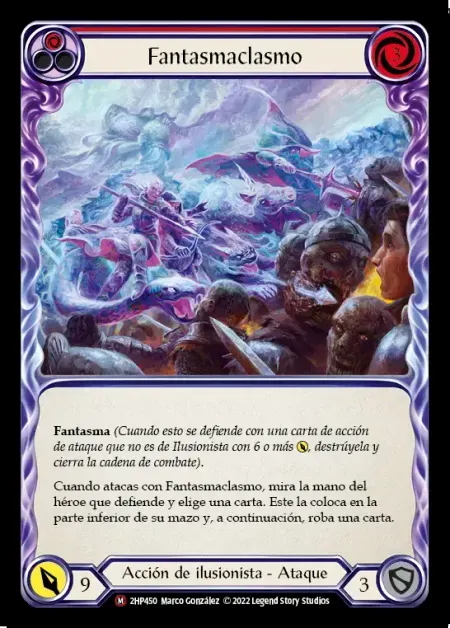 Fantasmaclasmo
3
Fantasma (Cuando esto se defiende con una carta de acción
de ataque que no es de Ilusionista con 6 o más , destrúyela y
cierra la cadena de combate).
Cuando atacas con Fantasmaclasmo, mira la mano del
héroe que defiende y elige una carta. Este la coloca en la
parte inferior de su mazo y, a continuación, roba una carta.
9
Acción de ilusionista - Ataque
3
M 2HP450 Marco González © 2022 Legend Story Studios